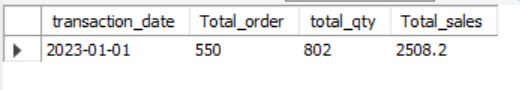 transaction_date Total_order total_qty Total_sales
2023-01-01 550 802 2508.2